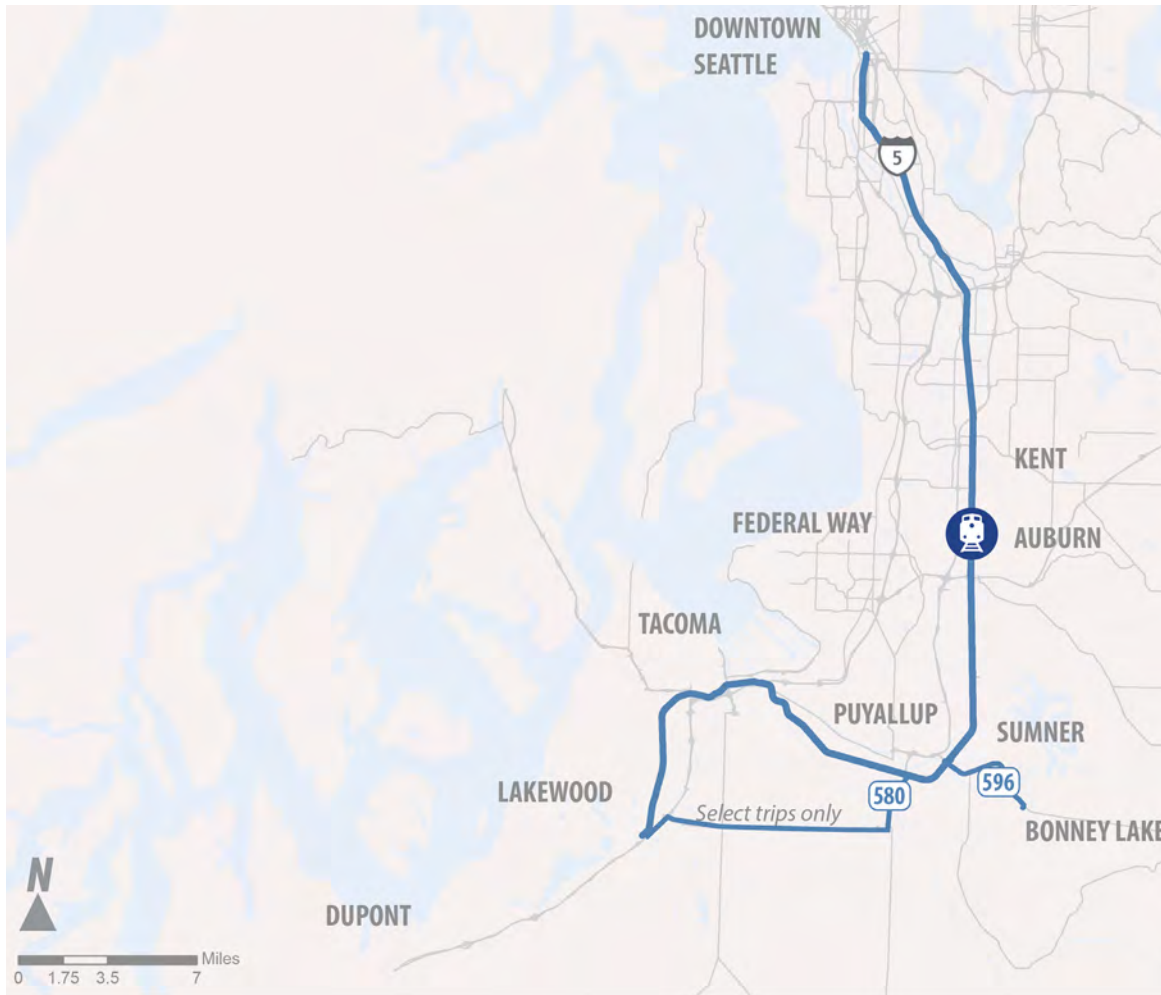 DOWNTOWN
SEATTLE
5
KENT
FEDERAL WAY
AUBURN
TACOMA
PUYALLUP
SUMNER
LAKEWOOD
580
596
Select trips only
BONNEY LAKE
N
DUPONT
Miles
0 1.75 3.5 7